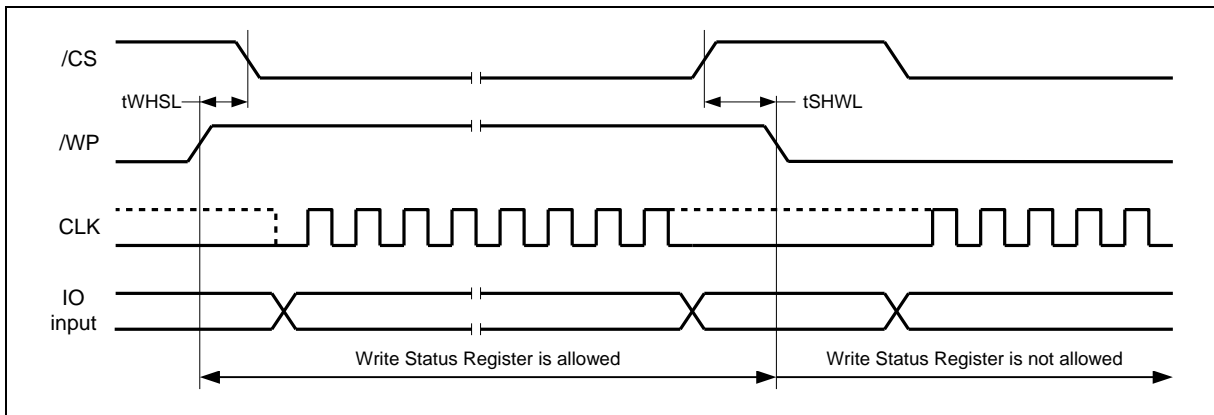 /CS
tWHSL
tSHWL
/WP
CLK
IO
input
Write Status Register is allowed
Write Status Register is not allowed